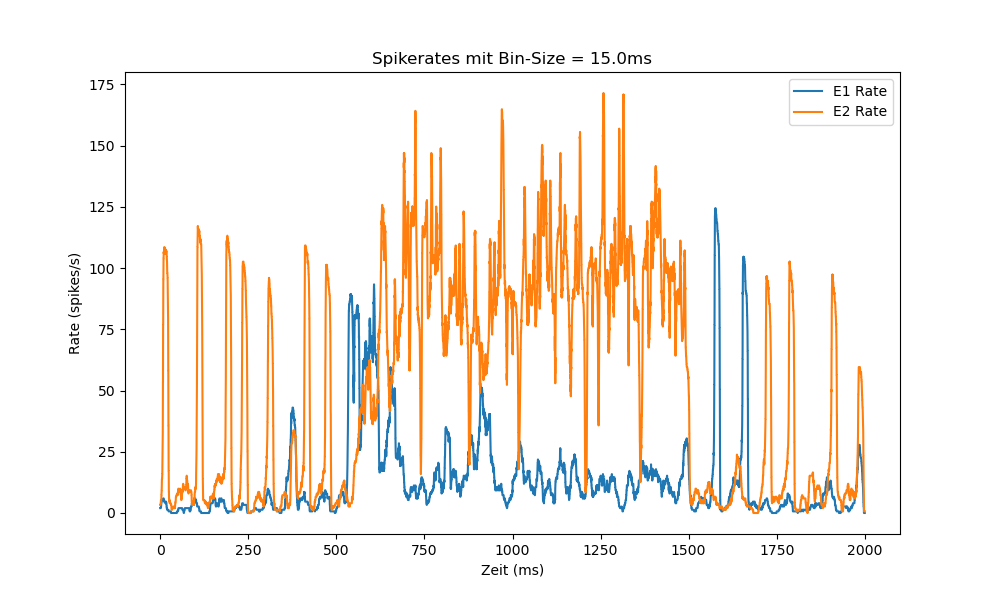 Spikerates mit Bin-Size = 15.0ms
E1 Rate
E2 Rate
Rate (spikes/s)
175
150
125
100
75
50
25
0
0 250 500 750 1000 1250 1500 1750 2000
Zeit (ms)